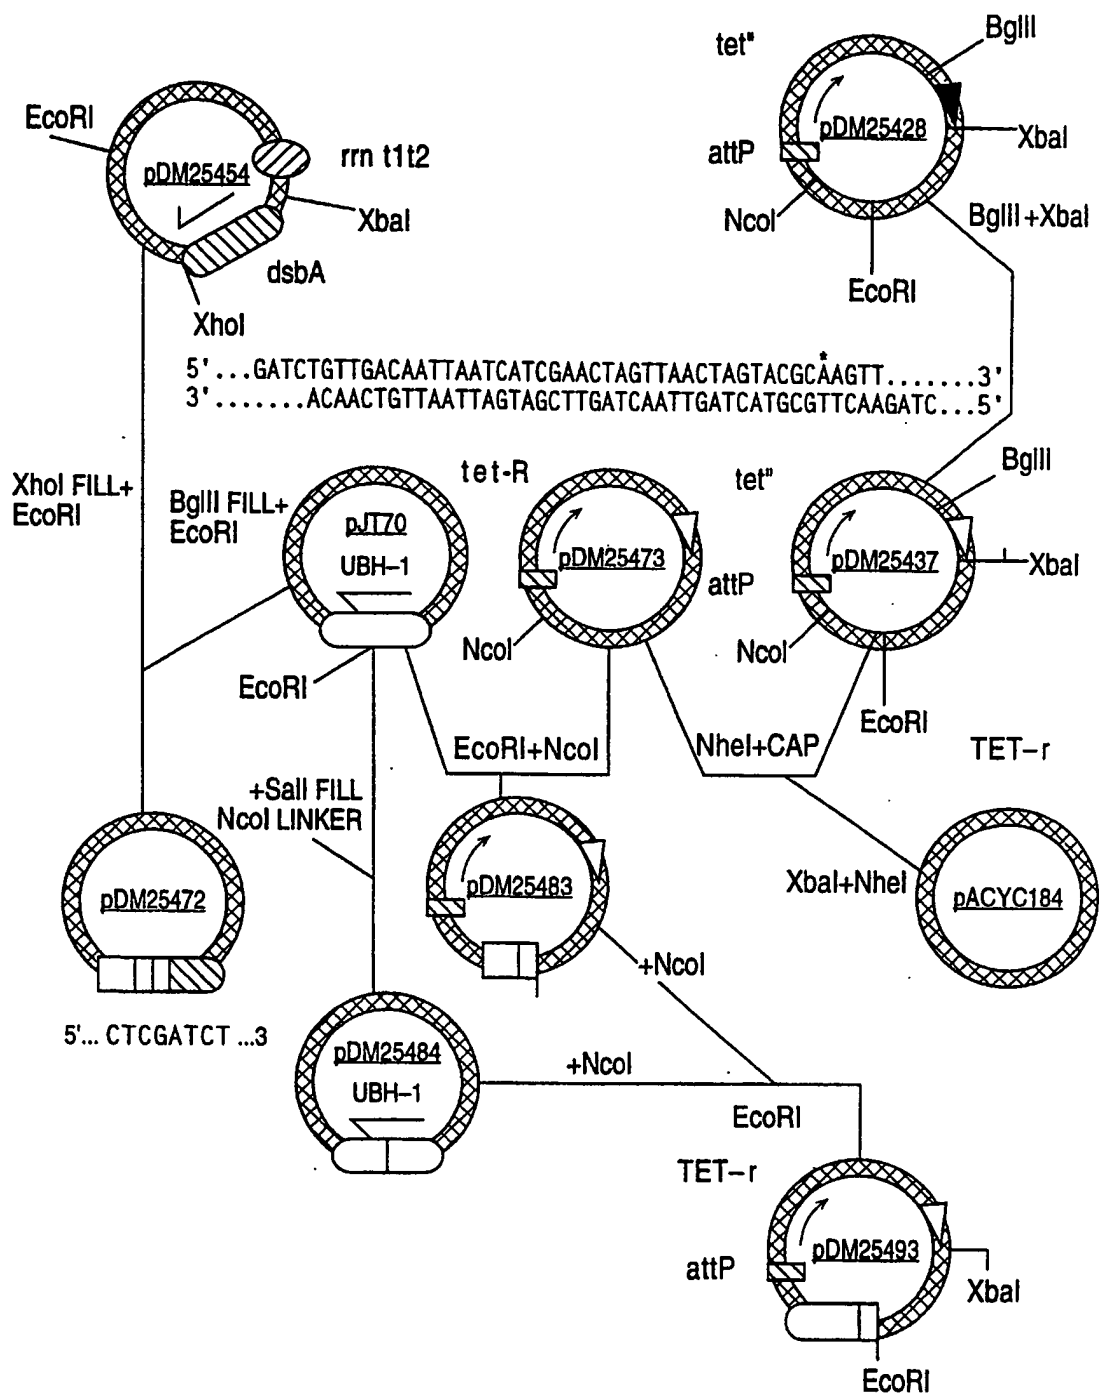 tet"
BglII
EcoRI
pDM25454
rrn t1t2
XbaI
dsbA
XhoI
pDM25428
XbaI
attP
NcoI
BglII+XbaI
EcoRI
*
5'...GATCTGTTGACAATTAATCATCGAACTAGTTAACTAGTACGCAAGTT.......3'
3'.......ACAACTGTTAATTAGTAGCTTGATCAATTGATCATGCGTTCAAGATC...5'
XhoI FILL+
EcoRI
BglII FILL+
EcoRI
pJT70
UBH-1
EcoRI
tet-R
pDM25473
NcoI
tet"
BglII
attP
pDM25437
XbaI
NcoI
EcoRI
EcoRI+NcoI
NheI+CAP
TET-r
+SalI FILL
NcoI LINKER
pDM25472
5'... CTCGATCT ...3
pDM25483
XbaI+NheI
pACYC184
+NcoI
pDM25484
UBH-1
+NcoI
EcoRI
TET-r
pDM25493
attP
XbaI
EcoRI